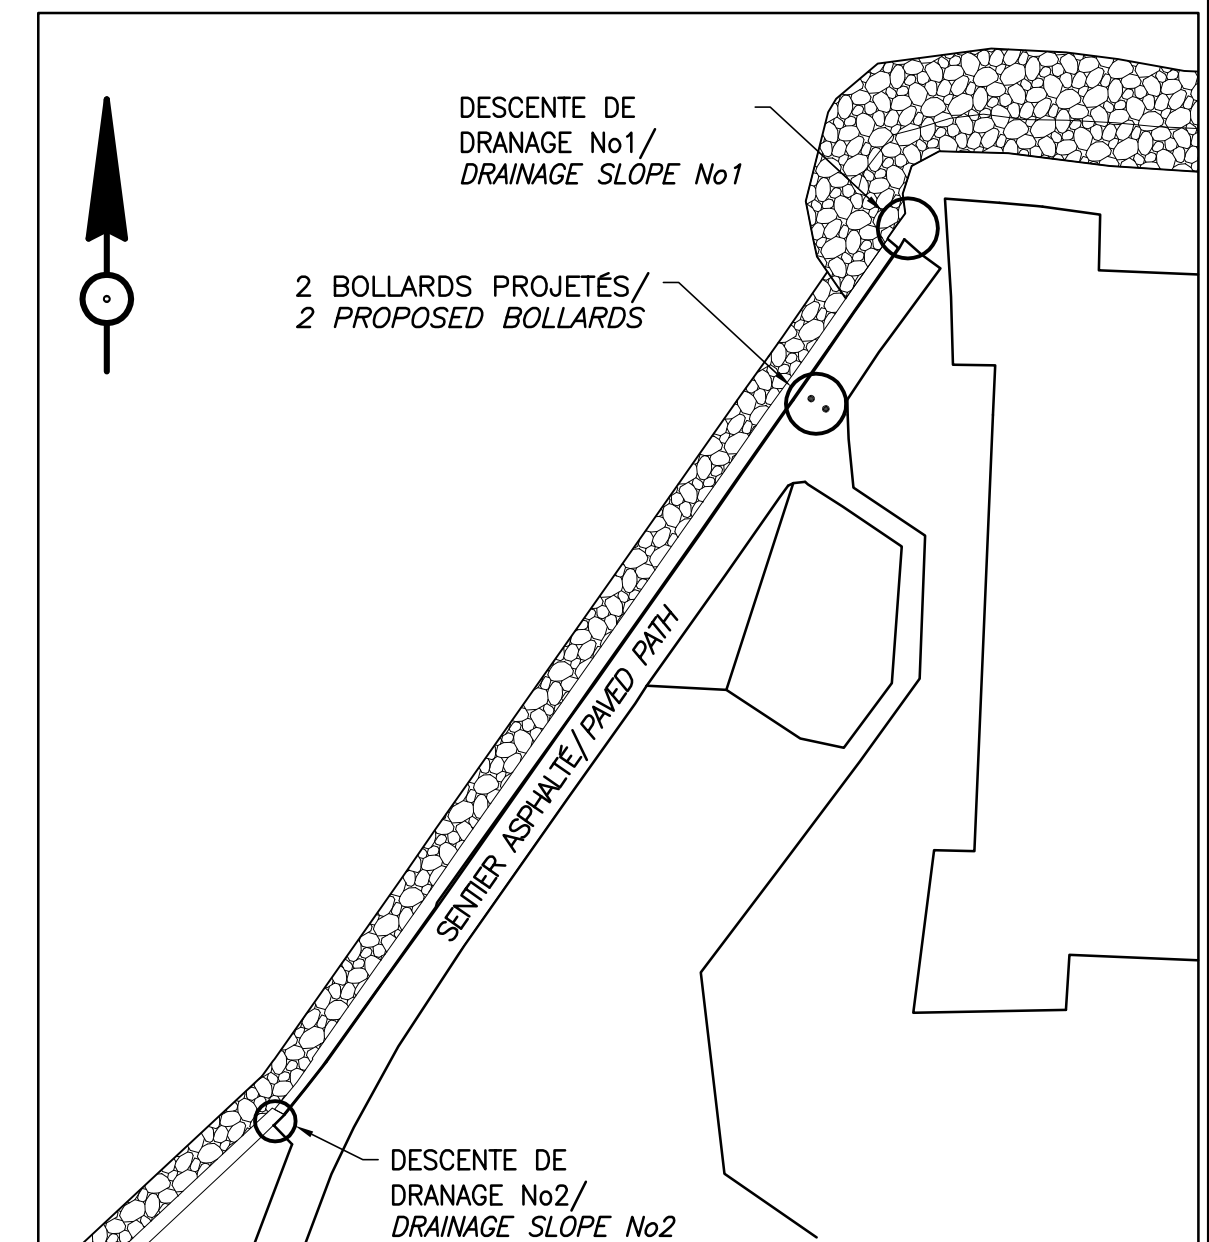 DESCENTE DE
DRANAGE No1/
DRAINAGE SLOPE No1
2 BOLLARDS PROJETÉS/
2 PROPOSED BOLLARDS
SENTIER ASPHALTÉ/PAVED PATH
DESCENTE DE
DRANAGE No2/
DRAINAGE SLOPE No2